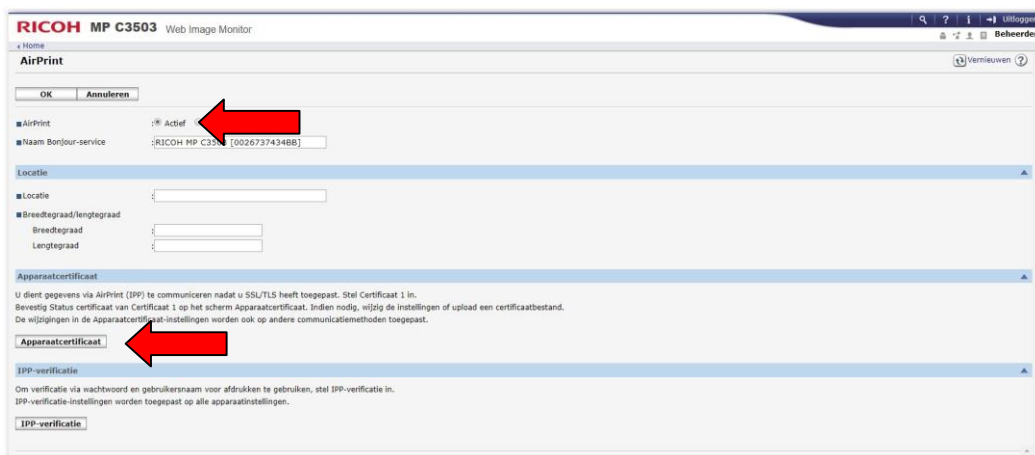 RICOH MP C3503 Web Image Monitor
? i Uitlogge
Home
Beheerde
AirPrint
Vernieuwen ?
OK Annuleren
AirPrint : Actief
Naam Bonjour-service :RICOH MP C3503 [0026737434BB]
Locatie
Locatie :
Breedtegraad/lengtegraad
Breedtegraad :
Lengtegraad :
Apparaatcertificaat
U dient gegevens via AirPrint (IPP) te communiceren nadat u SSL/TLS heeft toegepast. Stel Certificaat 1 in.
Bevestig Status certificaat van Certificaat 1 op het scherm Apparaatcertificaat. Indien nodig, wijzig de instellingen of upload een certificaatbestand.
De wijzigingen in de Apparaatcertificaat-instellingen worden ook op andere communicatiemethoden toegepast.
Apparaatcertificaat
IPP-verificatie
Om verificatie via wachtwoord en gebruikersnaam voor afdrukken te gebruiken, stel IPP-verificatie in.
IPP-verificatie-instellingen worden toegepast op alle apparaatinstellingen.
IPP-verificatie